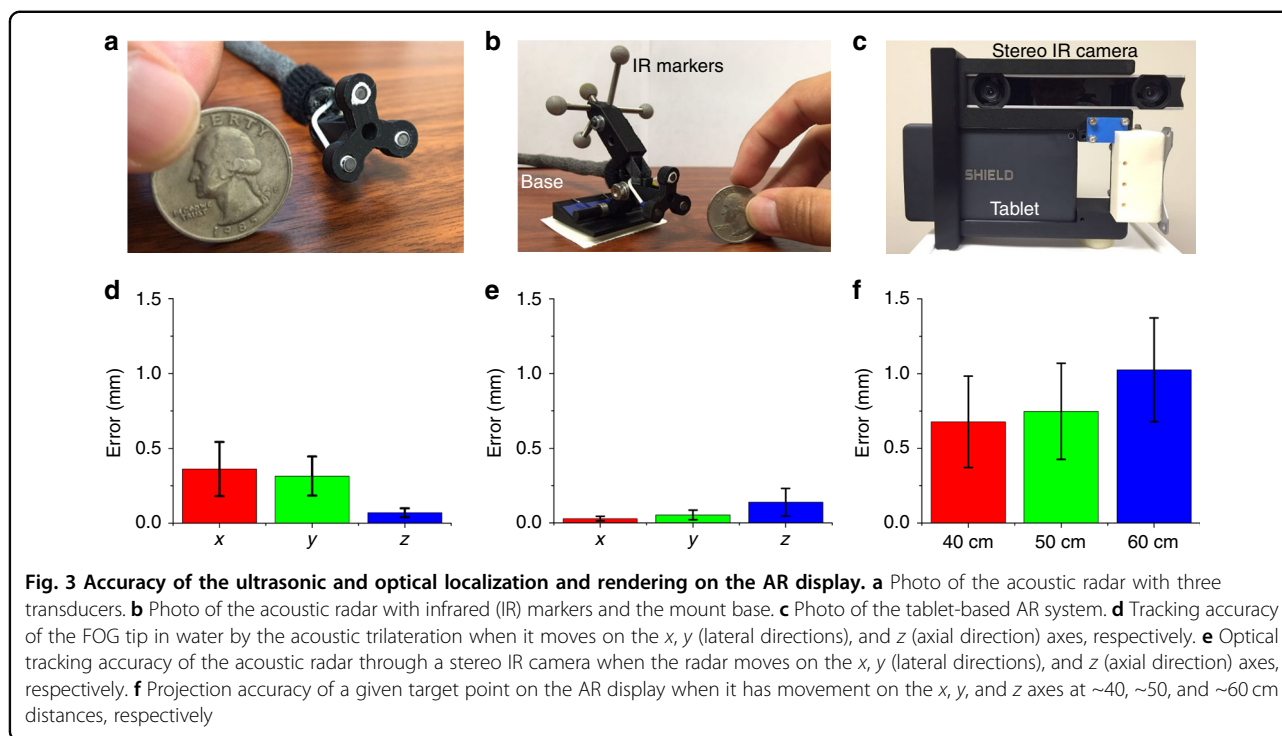 a
b
c
LIBERTY
IR markers
Base
Stereo IR camera
SHIELD
Tablet
d
1.5
1.0
0.5
0.0
Error (mm)
x y z
e
1.5
1.0
0.5
0.0
Error (mm)
x y z
f
1.5
1.0
0.5
0.0
Error (mm)
40 cm 50 cm 60 cm
Fig. 3 Accuracy of the ultrasonic and optical localization and rendering on the AR display. a Photo of the acoustic radar with three
transducers. b Photo of the acoustic radar with infrared (IR) markers and the mount base. c Photo of the tablet-based AR system. d Tracking accuracy
of the FOG tip in water by the acoustic trilateration when it moves on the x, y (lateral directions), and z (axial direction) axes, respectively. e Optical
tracking accuracy of the acoustic radar through a stereo IR camera when the radar moves on the x, y (lateral directions), and z (axial direction) axes,
respectively. f Projection accuracy of a given target point on the AR display when it has movement on the x, y, and z axes at ~40, ~50, and ~60 cm
distances, respectively